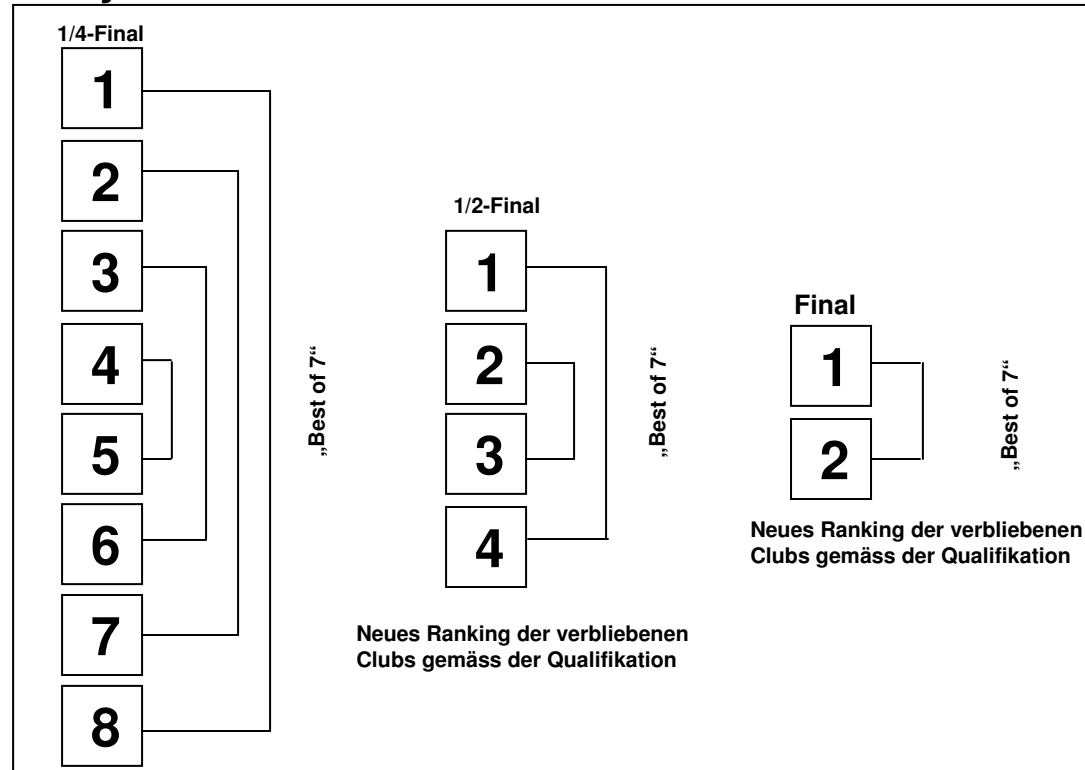 1/4-Final
1
2
3
4
5
6
7
8
„Best of 7“
1/2-Final
1
2
3
4
„Best of 7“
Neues Ranking der verbliebenen
Clubs gemäss der Qualifikation
Final
1
2
„Best of 7“
Neues Ranking der verbliebenen
Clubs gemäss der Qualifikation